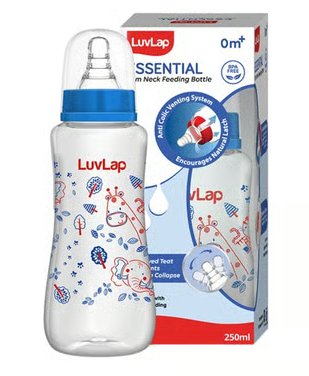 LuvLap
0m+
BPA
FREE
SSENTIAL
m Neck Feeding Bottle
Anti Colic Venting System
Encourages Natural Latch
LuvLap
LuvLap
ed Teat
nts
Collapse
with
ding
250ml